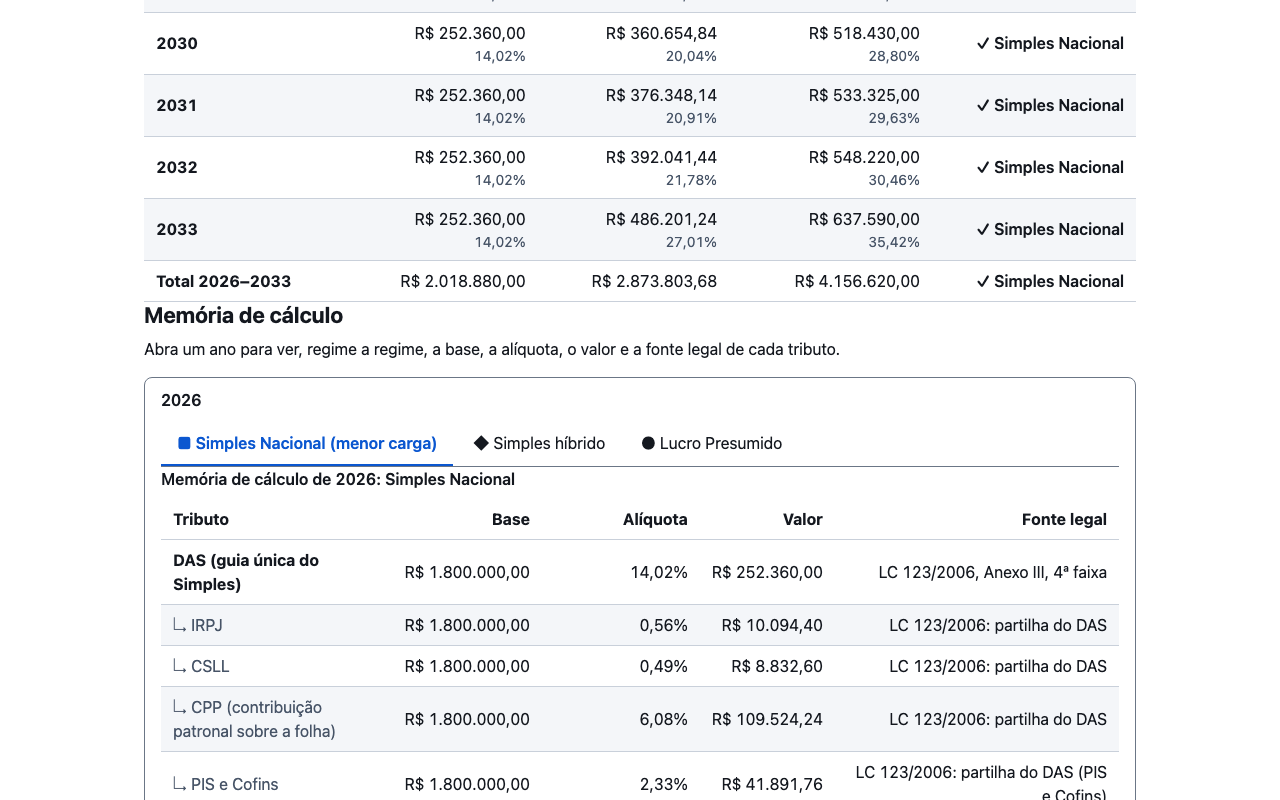 2030 R$ 252.360,00 R$ 360.654,84 R$ 518.430,00 ✓ Simples Nacional
14,02% 20,04% 28,80%
2031 R$ 252.360,00 R$ 376.348,14 R$ 533.325,00 ✓ Simples Nacional
14,02% 20,91% 29,63%
2032 R$ 252.360,00 R$ 392.041,44 R$ 548.220,00 ✓ Simples Nacional
14,02% 21,78% 30,46%
2033 R$ 252.360,00 R$ 486.201,24 R$ 637.590,00 ✓ Simples Nacional
14,02% 27,01% 35,42%
Total 2026–2033 R$ 2.018.880,00 R$ 2.873.803,68 R$ 4.156.620,00 ✓ Simples Nacional
Memória de cálculo
Abra um ano para ver, regime a regime, a base, a alíquota, o valor e a fonte legal de cada tributo.
2026
Simples Nacional (menor carga) Simples híbrido Lucro Presumido
Memória de cálculo de 2026: Simples Nacional
Tributo Base Alíquota Valor Fonte legal
DAS (guia única do
Simples) R$ 1.800.000,00 14,02% R$ 252.360,00 LC 123/2006, Anexo III, 4ª faixa
IRPJ R$ 1.800.000,00 0,56% R$ 10.094,40 LC 123/2006: partilha do DAS
CSLL R$ 1.800.000,00 0,49% R$ 8.832,60 LC 123/2006: partilha do DAS
CPP (contribuição
patronal sobre a folha) R$ 1.800.000,00 6,08% R$ 109.524,24 LC 123/2006: partilha do DAS
PIS e Cofins R$ 1.800.000,00 2,33% R$ 41.891,76 LC 123/2006: partilha do DAS (PIS
e Cofins)